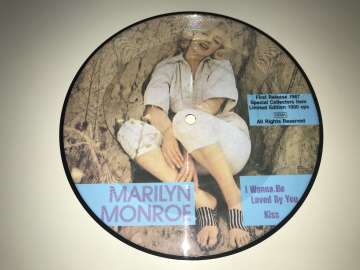 First Release 1987
Special Collectors Item
Limited Edition 1000 cps
All Rights Reserved
MARILYN
MONROE
I Wanna Be
Loved By You
Kiss